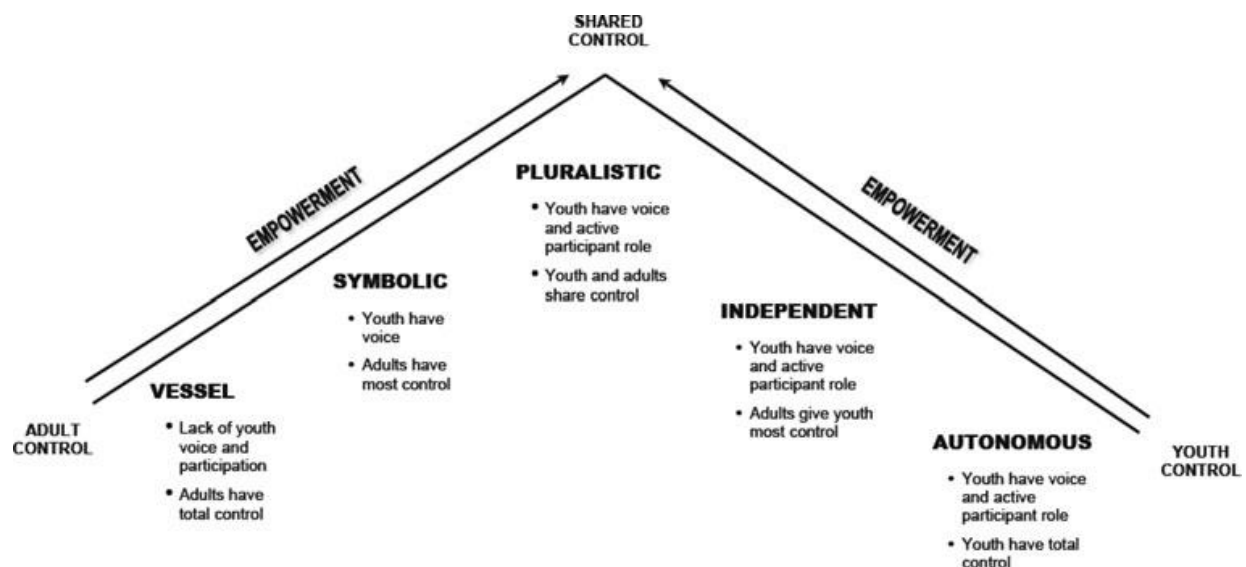 SHARED
CONTROL
EMPOWERMENT
EMPOWERMENT
PLURALISTIC
• Youth have voice
and active
participant role
• Youth and adults
share control
SYMBOLIC
• Youth have
voice
• Adults have
most control
INDEPENDENT
• Youth have voice
and active
participant role
• Adults give youth
most control
VESSEL
• Lack of youth
voice and
participation
• Adults have
total control
ADULT
CONTROL
AUTONOMOUS
• Youth have voice
and active
participant role
• Youth have total
control
YOUTH
CONTROL